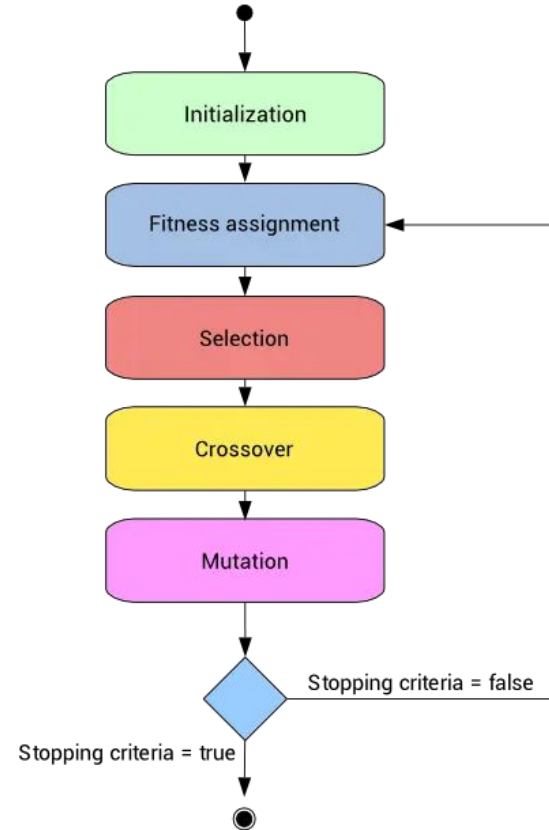 Initialization
Fitness assignment
Selection
Crossover
Mutation
Stopping criteria = false
Stopping criteria = true